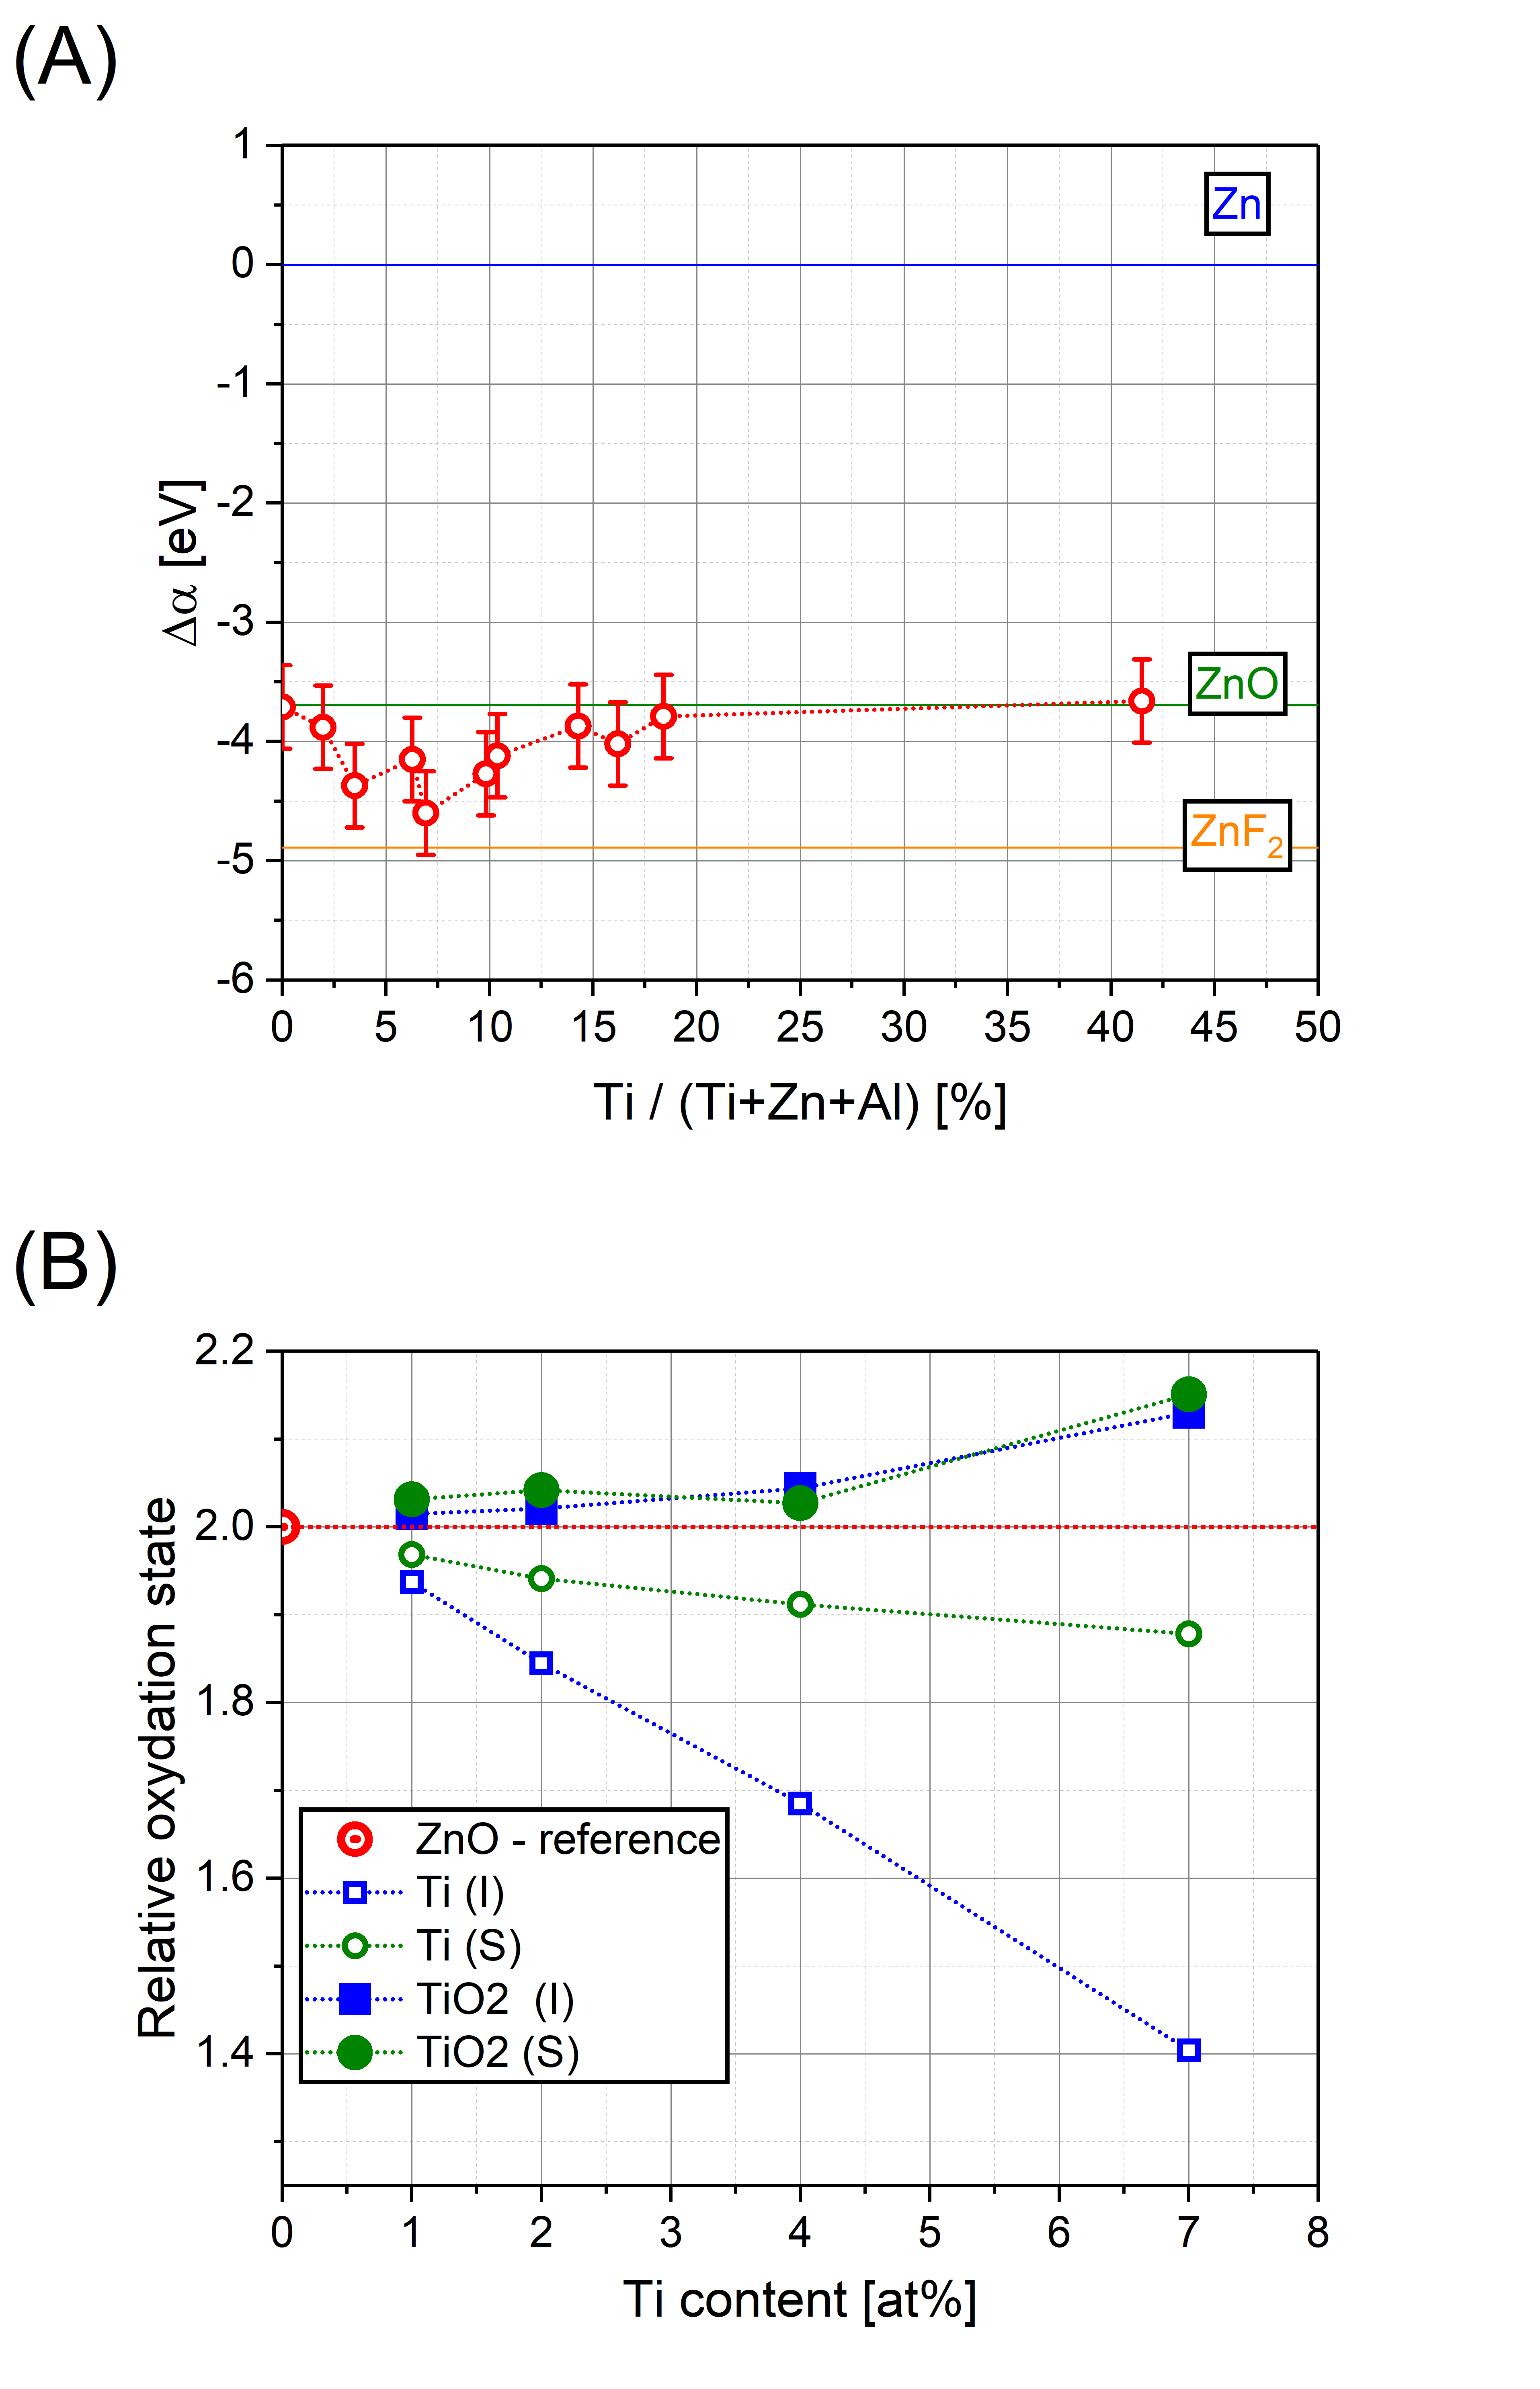 (A)
1
Zn
0
-1
-2
Δα [eV]
-3
ZnO
-4
ZnF2
-5
-6
0 5 10 15 20 25 30 35 40 45 50
Ti / (Ti+Zn+Al) [%]
(B)
2.2
2.0
Relative oxydation state
1.8
ZnO - reference
1.6
Ti (I)
Ti (S)
TiO2 (I)
1.4
TiO2 (S)
0 1 2 3 4 5 6 7 8
Ti content [at%]